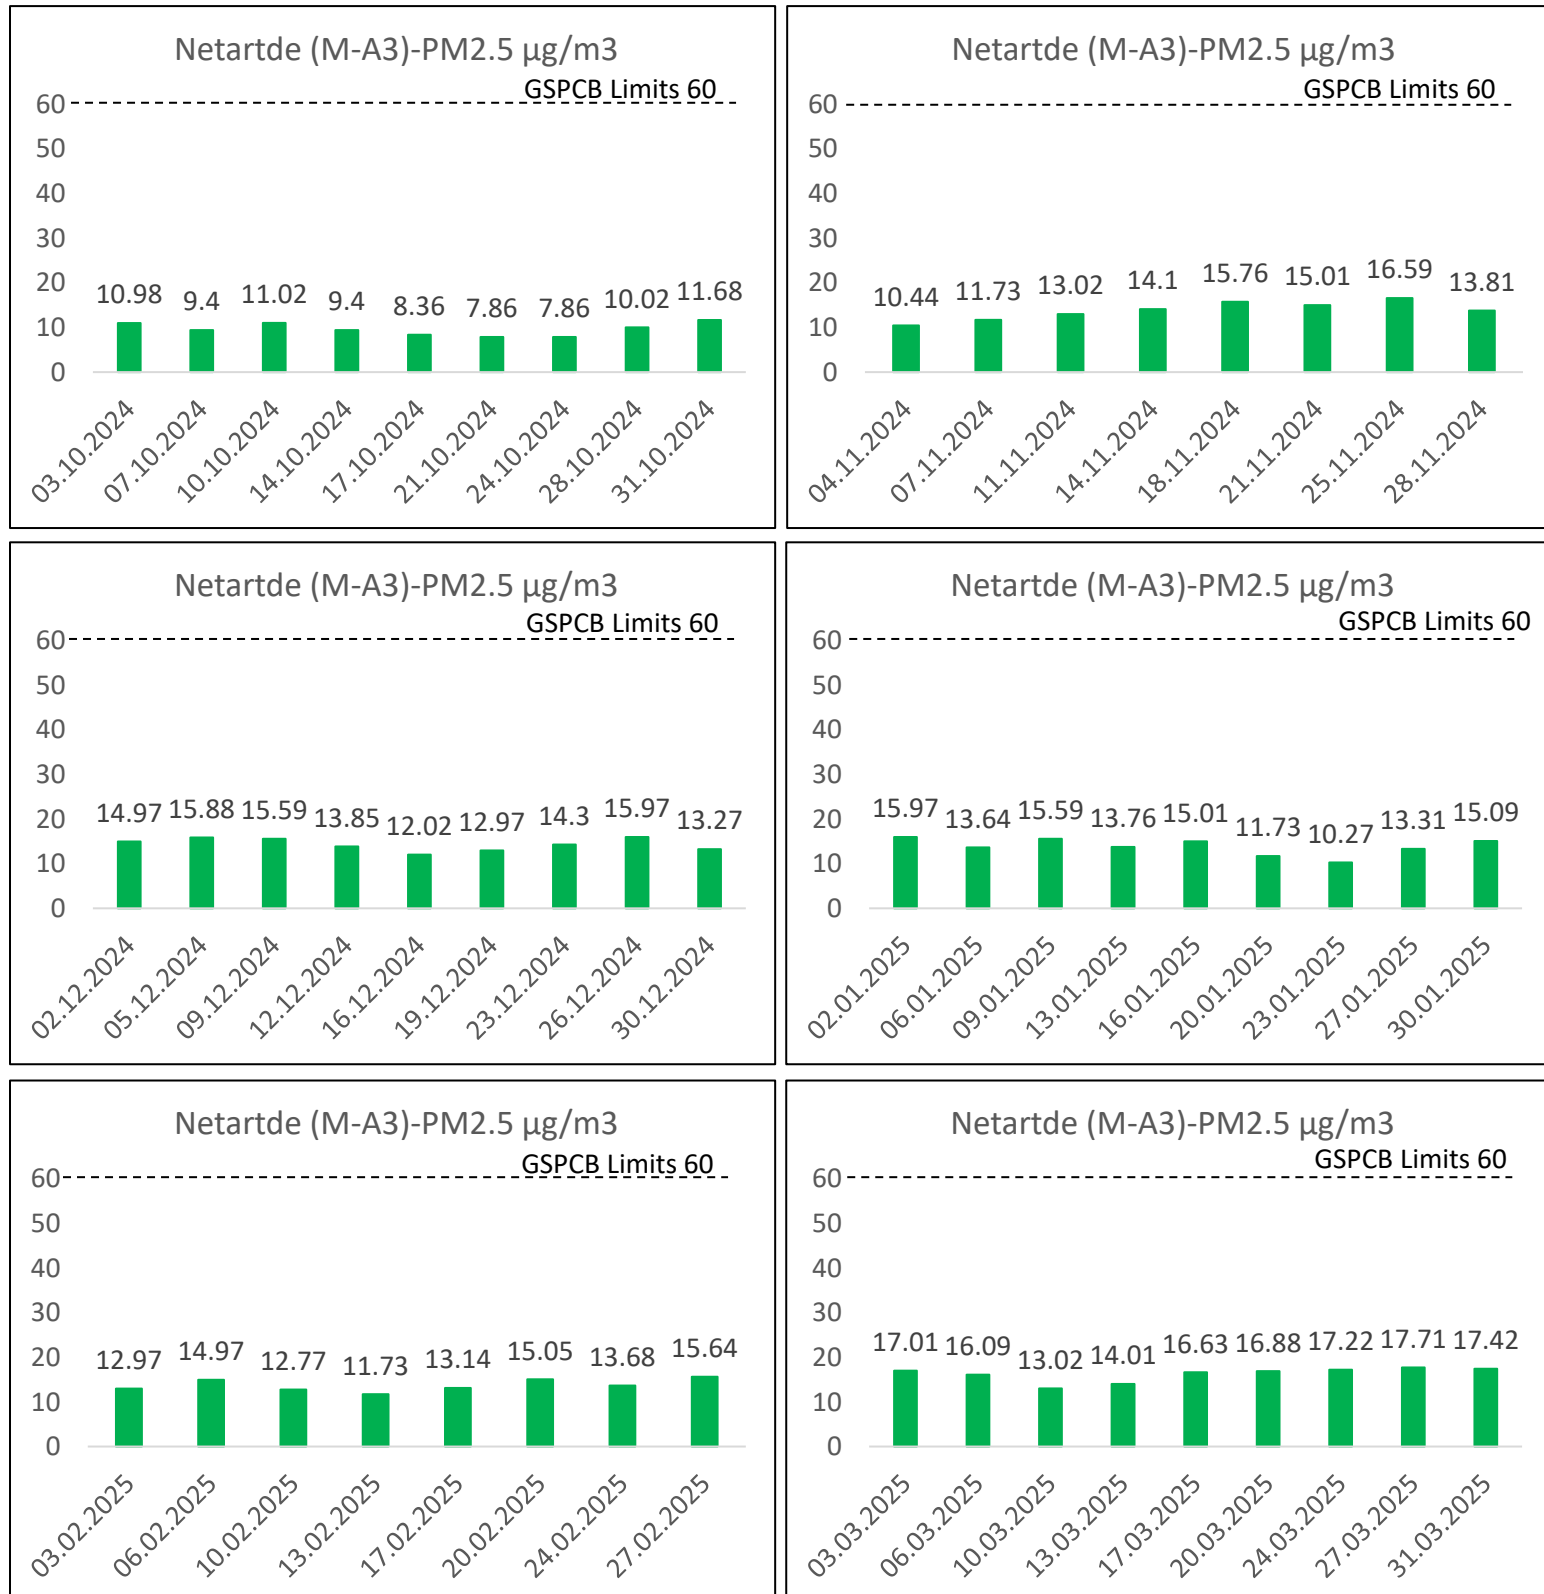 Netartde (M-A3)-PM2.5 µg/m3
GSPCB Limits 60
60
50
40
30
20
10
0
10.98 9.4 11.02 9.4 8.36 7.86 7.86 10.02 11.68
03.10.2024 07.10.2024 10.10.2024 14.10.2024 17.10.2024 21.10.2024 24.10.2024 28.10.2024 31.10.2024
Netartde (M-A3)-PM2.5 µg/m3
GSPCB Limits 60
60
50
40
30
20
10
0
10.44 11.73 13.02 14.1 15.76 15.01 16.59 13.81
04.11.2024 07.11.2024 11.11.2024 14.11.2024 18.11.2024 21.11.2024 25.11.2024 28.11.2024
Netartde (M-A3)-PM2.5 µg/m3
GSPCB Limits 60
60
50
40
30
20
10
0
14.97 15.88 15.59 13.85 12.02 12.97 14.3 15.97 13.27
02.12.2024 05.12.2024 09.12.2024 12.12.2024 16.12.2024 19.12.2024 23.12.2024 26.12.2024 30.12.2024
Netartde (M-A3)-PM2.5 µg/m3
GSPCB Limits 60
60
50
40
30
20
10
0
15.97 13.64 15.59 13.76 15.01 11.73 10.27 13.31 15.09
02.01.2025 06.01.2025 09.01.2025 13.01.2025 16.01.2025 20.01.2025 23.01.2025 27.01.2025 30.01.2025
Netartde (M-A3)-PM2.5 µg/m3
GSPCB Limits 60
60
50
40
30
20
10
0
12.97 14.97 12.77 11.73 13.14 15.05 13.68 15.64
03.02.2025 06.02.2025 10.02.2025 13.02.2025 17.02.2025 20.02.2025 24.02.2025 27.02.2025
Netartde (M-A3)-PM2.5 µg/m3
GSPCB Limits 60
60
50
40
30
20
10
0
17.01 16.09 13.02 14.01 16.63 16.88 17.22 17.71 17.42
03.03.2025 06.03.2025 10.03.2025 13.03.2025 17.03.2025 20.03.2025 24.03.2025 27.03.2025 31.03.2025